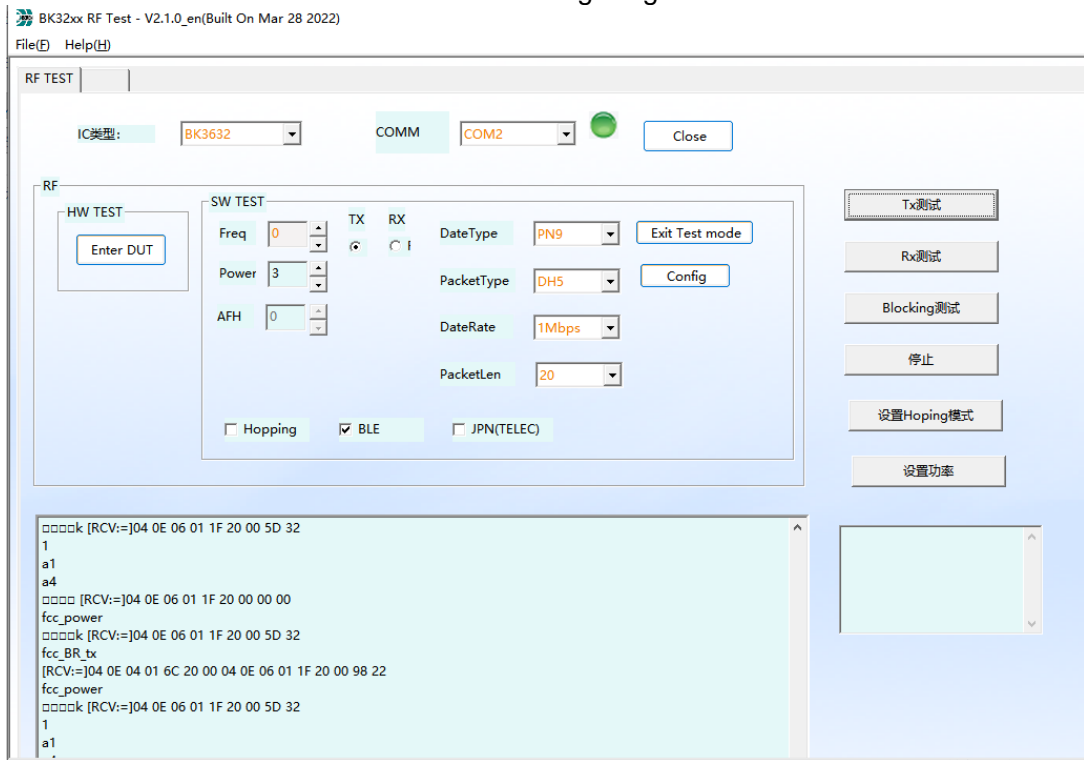 BK32xx RF Test - V2.1.0_en(Built On Mar 28 2022)
File(F) Help(H)
RF TEST
IC类型: BK3632 COMM COM2 Close
RF
HW TEST
Enter DUT
SW TEST
Freq 0 TX RX DateType PN9 Exit Test mode
Power 3 PacketType DH5 Config
AFH 0 DateRate 1Mbps
PacketLen 20
Hopping BLE JPN(TELEC)
Tx测试
Rx测试
Blocking测试
停止
设置Hoping模式
设置功率
□□□□k [RCV:=]04 0E 06 01 1F 20 00 5D 32
1
a1
a4
□□□□ [RCV:=]04 0E 06 01 1F 20 00 00 00
fcc_power
□□□□k [RCV:=]04 0E 06 01 1F 20 00 5D 32
fcc_BR_tx
[RCV:=]04 0E 04 01 6C 20 00 04 0E 06 01 1F 20 00 98 22
fcc_power
□□□□k [RCV:=]04 0E 06 01 1F 20 00 5D 32
1
a1